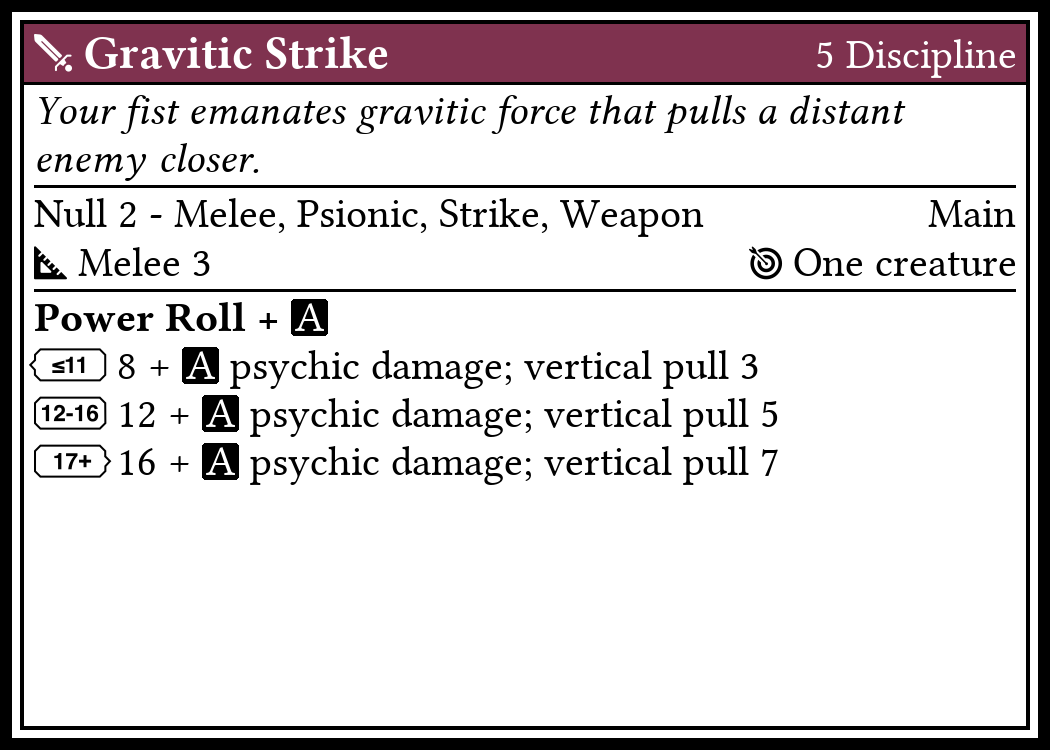 Gravitic Strike 5 Discipline
Your fist emanates gravitic force that pulls a distant
enemy closer.
Null 2 - Melee, Psionic, Strike, Weapon Main
Melee 3 One creature
Power Roll + A
≤11 8 + A psychic damage; vertical pull 3
12-16 12 + A psychic damage; vertical pull 5
17+ 16 + A psychic damage; vertical pull 7